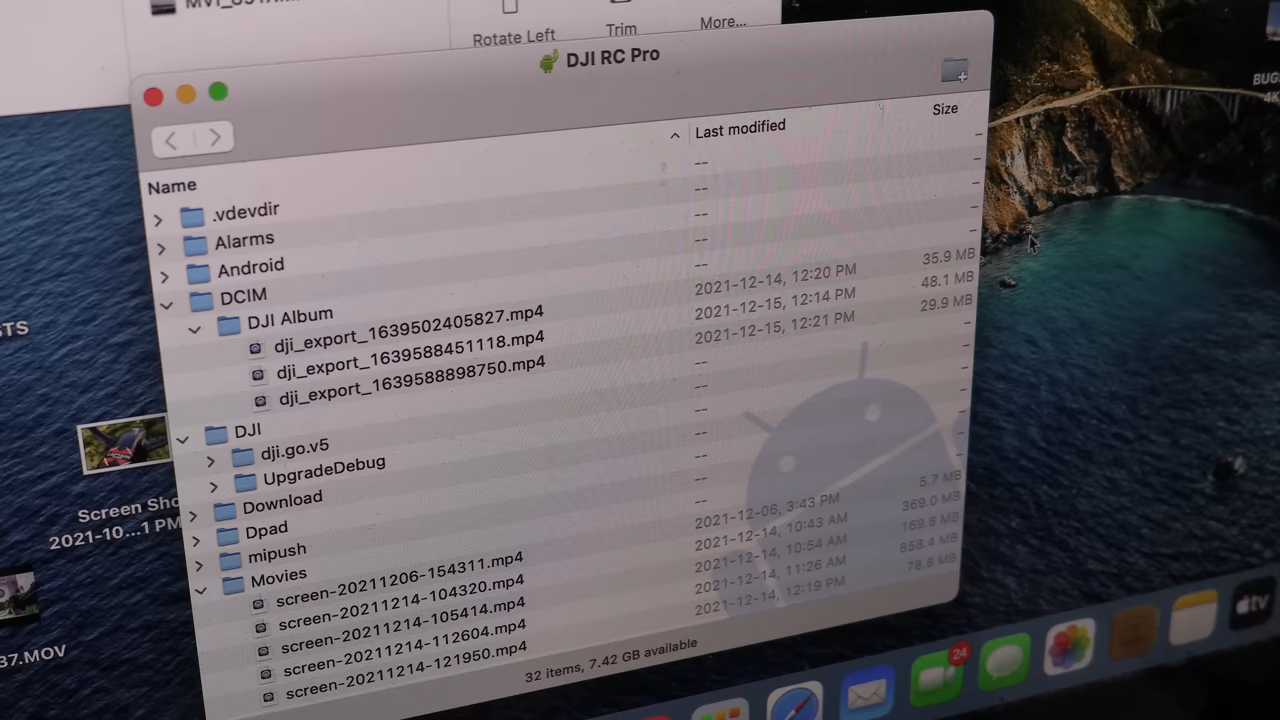 Rotate Left
Trim
More...
DJI RC Pro
Name
Last modified
Size
.vdevdir -- --
Alarms -- --
Android -- --
DCIM -- --
DJI Album -- --
dji_export_1639502405827.mp4 2021-12-14, 12:20 PM 35.9 MB
dji_export_1639588451118.mp4 2021-12-15, 12:14 PM 48.1 MB
dji_export_1639588898750.mp4 2021-12-15, 12:21 PM 29.9 MB
DJI -- --
dji.go.v5 -- --
UpgradeDebug -- --
Download -- --
Dpad -- --
mipush -- --
Movies -- --
screen-20211206-154311.mp4 2021-12-06, 3:43 PM 5.7 MB
screen-20211214-104320.mp4 2021-12-14, 10:43 AM 369.0 MB
screen-20211214-105414.mp4 2021-12-14, 10:54 AM 169.8 MB
screen-20211214-112604.mp4 2021-12-14, 11:26 AM 858.4 MB
screen-20211214-121950.mp4 2021-12-14, 12:19 PM 78.8 MB
32 items, 7.42 GB available
Screen Sho
2021-10...1 PM
37.MOV
STS
BUG
4K
24
tv